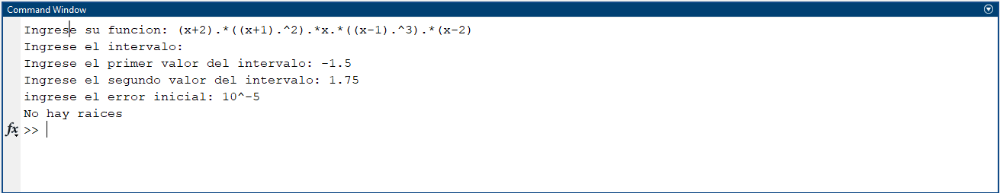 Command Window
Ingrese su funcion: (x+2).*((x+1).^2).*x.*((x-1).^3).*(x-2)
Ingrese el intervalo:
Ingrese el primer valor del intervalo: -1.5
Ingrese el segundo valor del intervalo: 1.75
ingrese el error inicial: 10^-5
No hay raices
fx >>